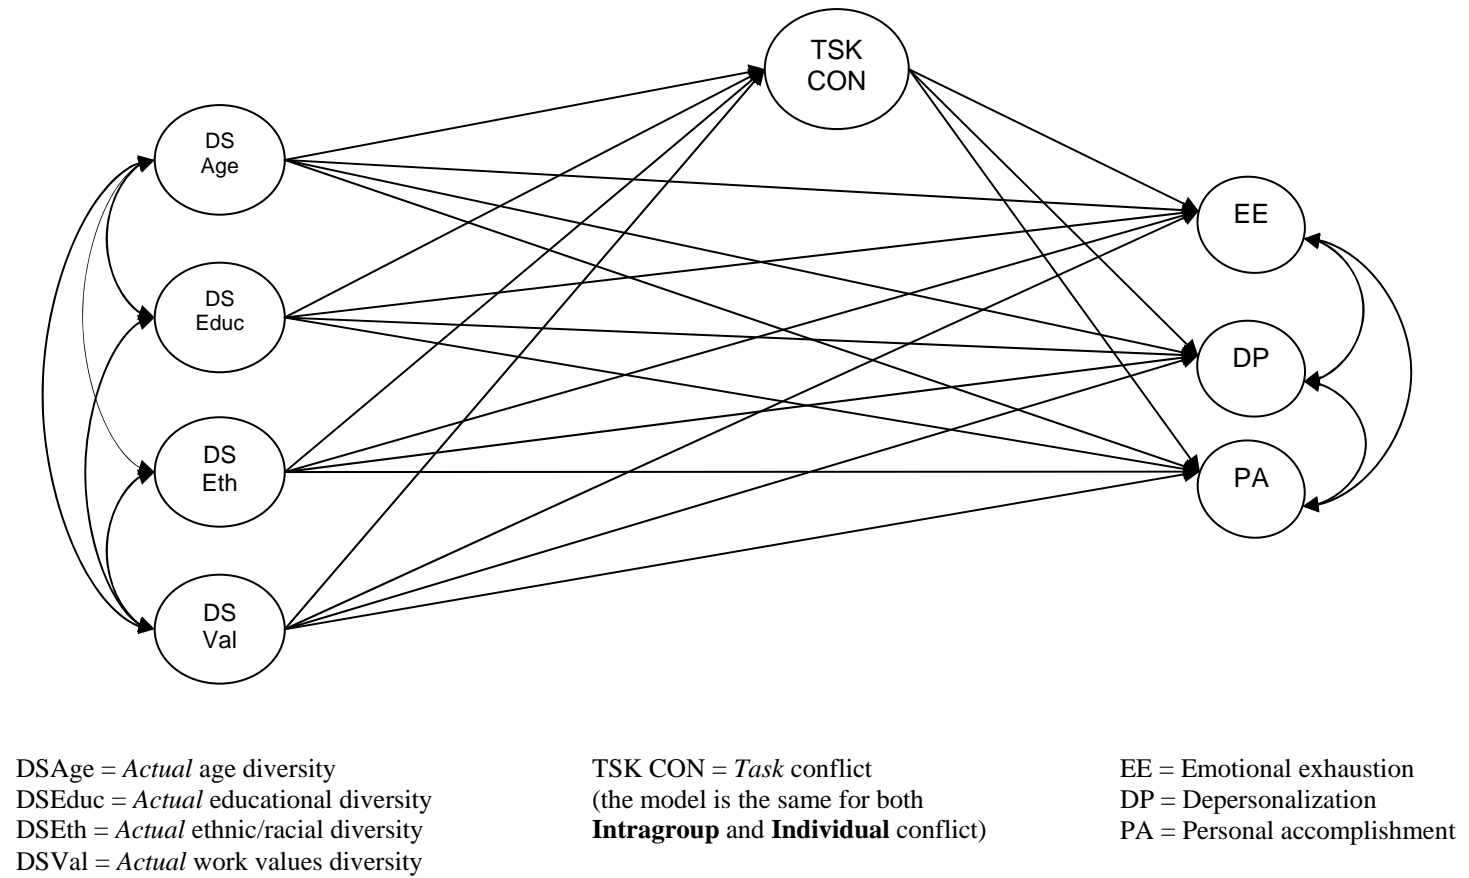 TSK
CON
DS
Age
EE
DS
Educ
DP
DS
Eth
PA
DS
Val
DSAge = Actual age diversity
DSEduc = Actual educational diversity
DSEth = Actual ethnic/racial diversity
DSVal = Actual work values diversity
TSK CON = Task conflict
(the model is the same for both
Intragroup and Individual conflict)
EE = Emotional exhaustion
DP = Depersonalization
PA = Personal accomplishment